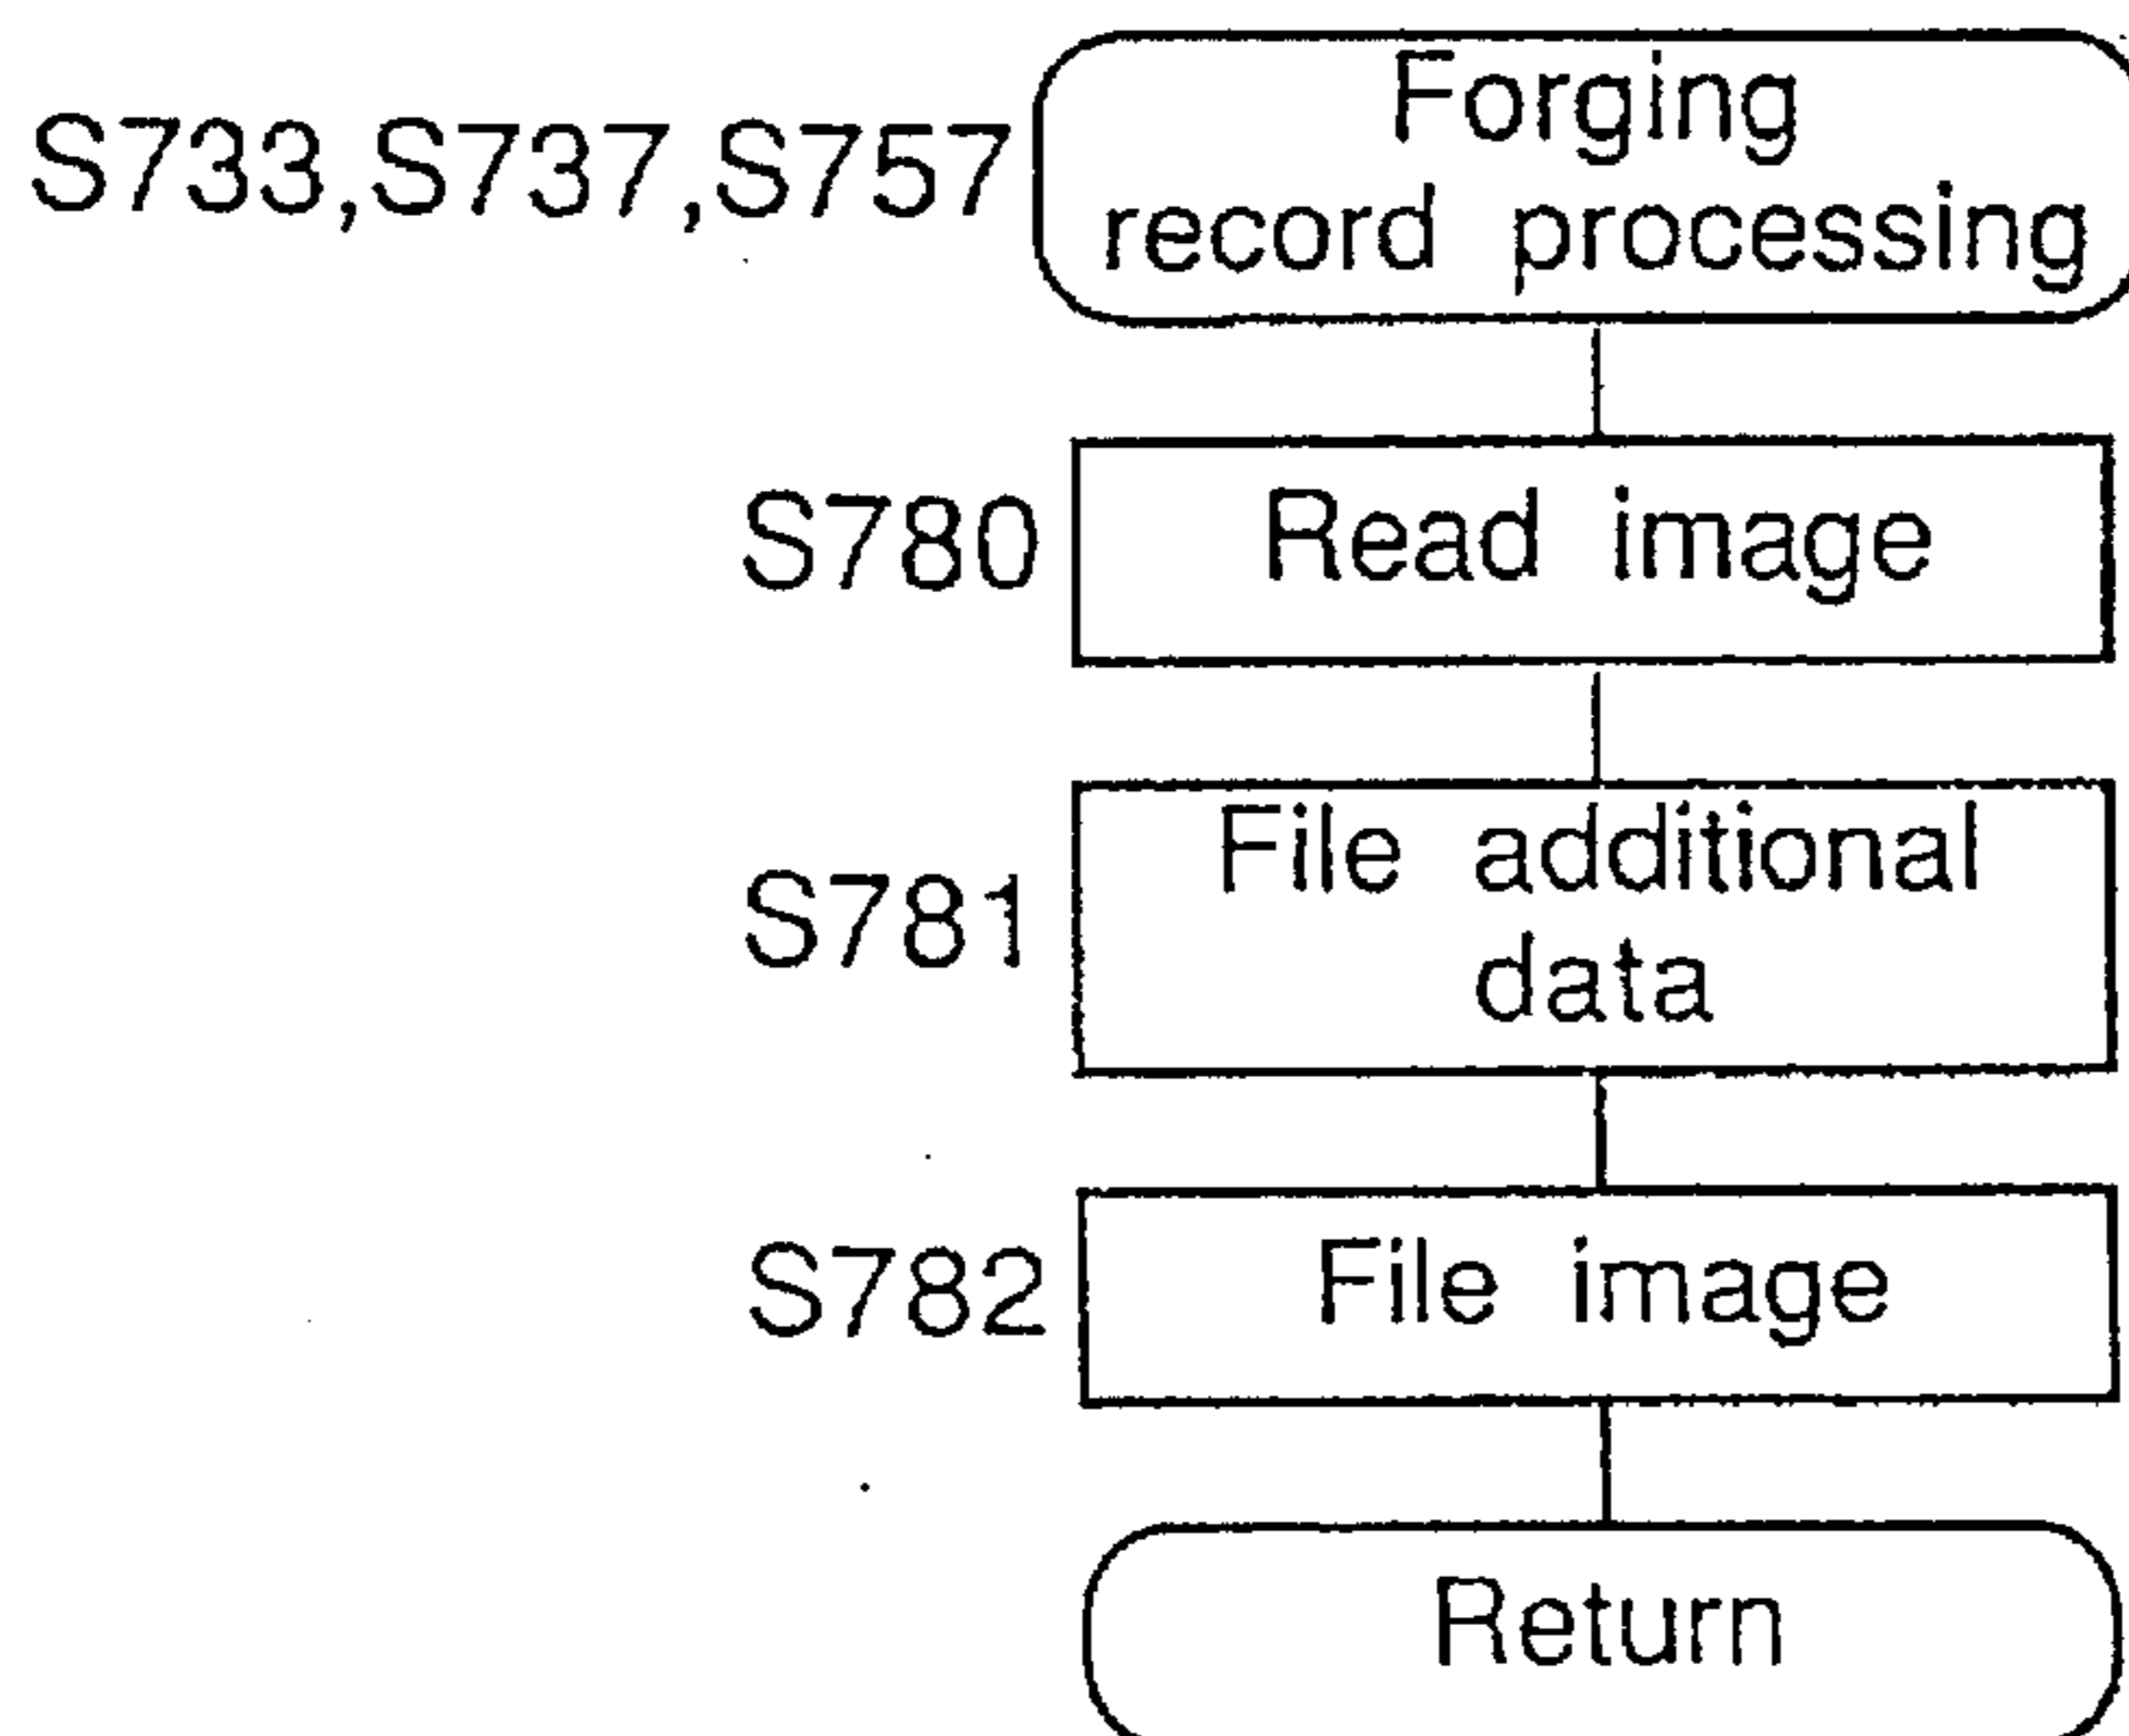 Forging
S733,S737,S757
record processing
S780
Read image
File additional
S781
data
S782
File image
Return